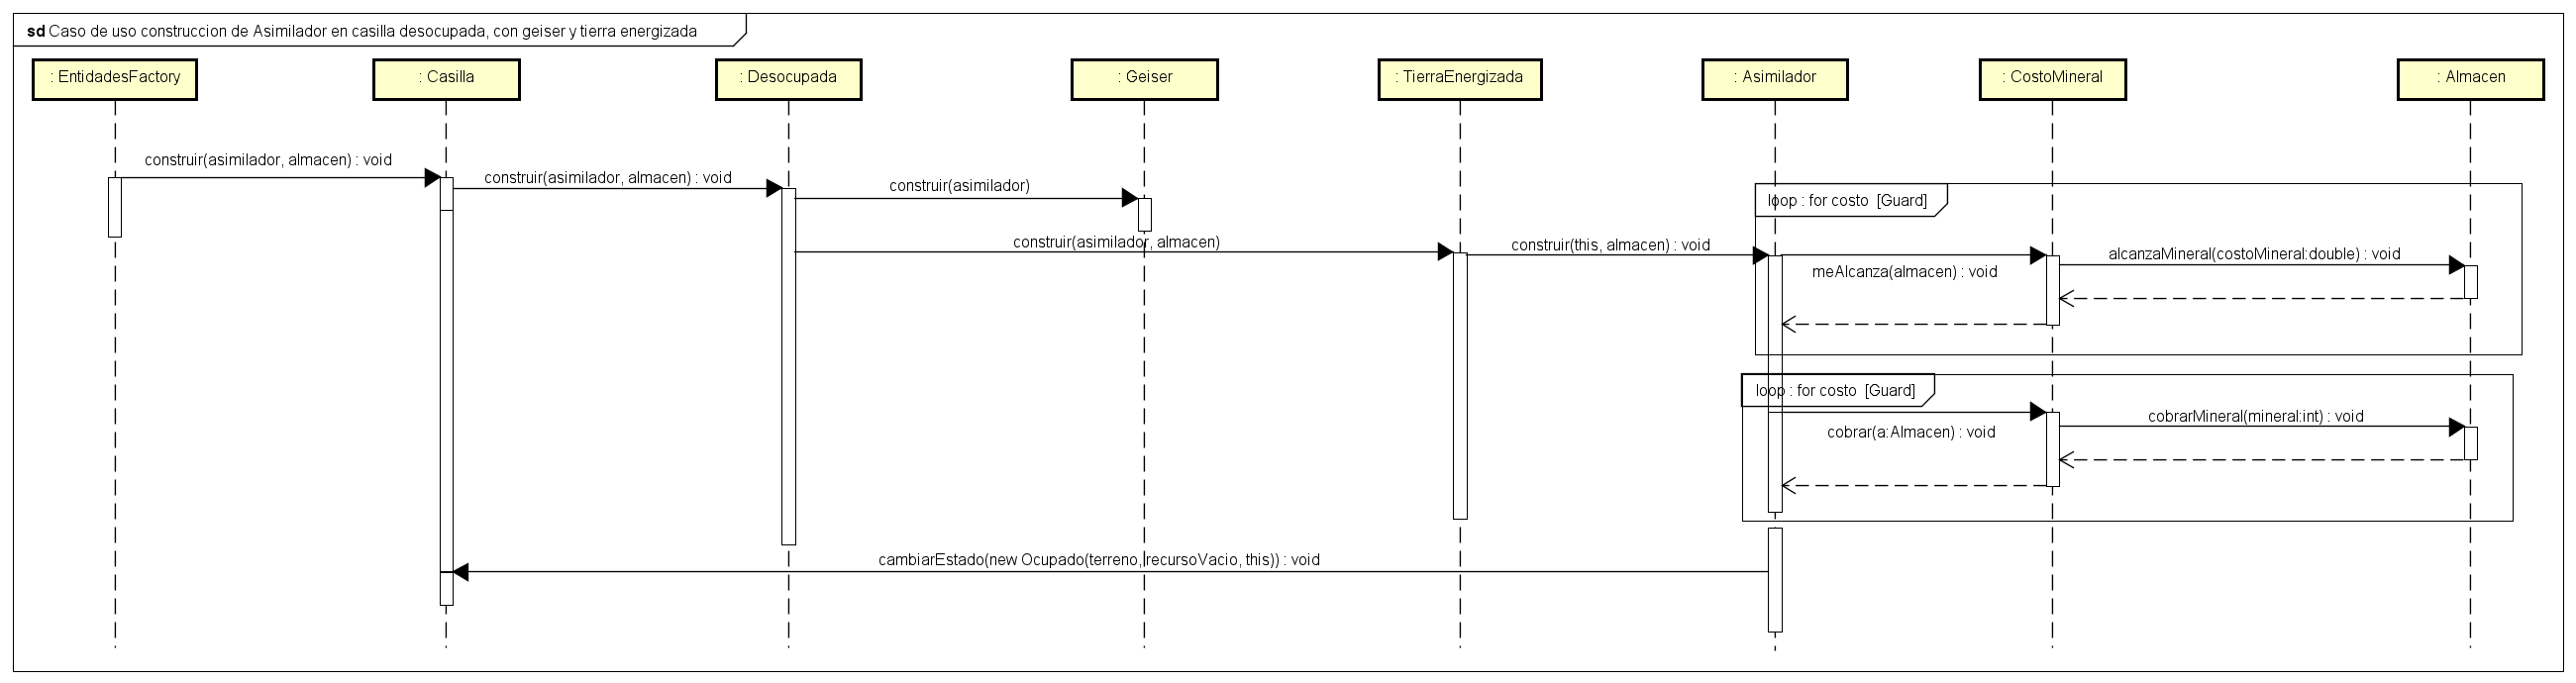 sd Caso de uso construccion de Asimilador en casilla desocupada, con geiser y tierra energizada
: EntidadesFactory
: Casilla
: Desocupada
: Geiser
: TierraEnergizada
: Asimilador
: CostoMineral
: Almacen
construir(asimilador, almacen) : void
construir(asimilador, almacen) : void
construir(asimilador)
loop : for costo [Guard]
construir(asimilador, almacen)
construir(this, almacen) : void
alcanzaMineral(costoMineral:double) : void
meAlcanza(almacen) : void
loop : for costo [Guard]
cobrarMineral(mineral:int) : void
cobrar(a:Almacen) : void
cambiarEstado(new Ocupado(terreno, recursoVacio, this)) : void